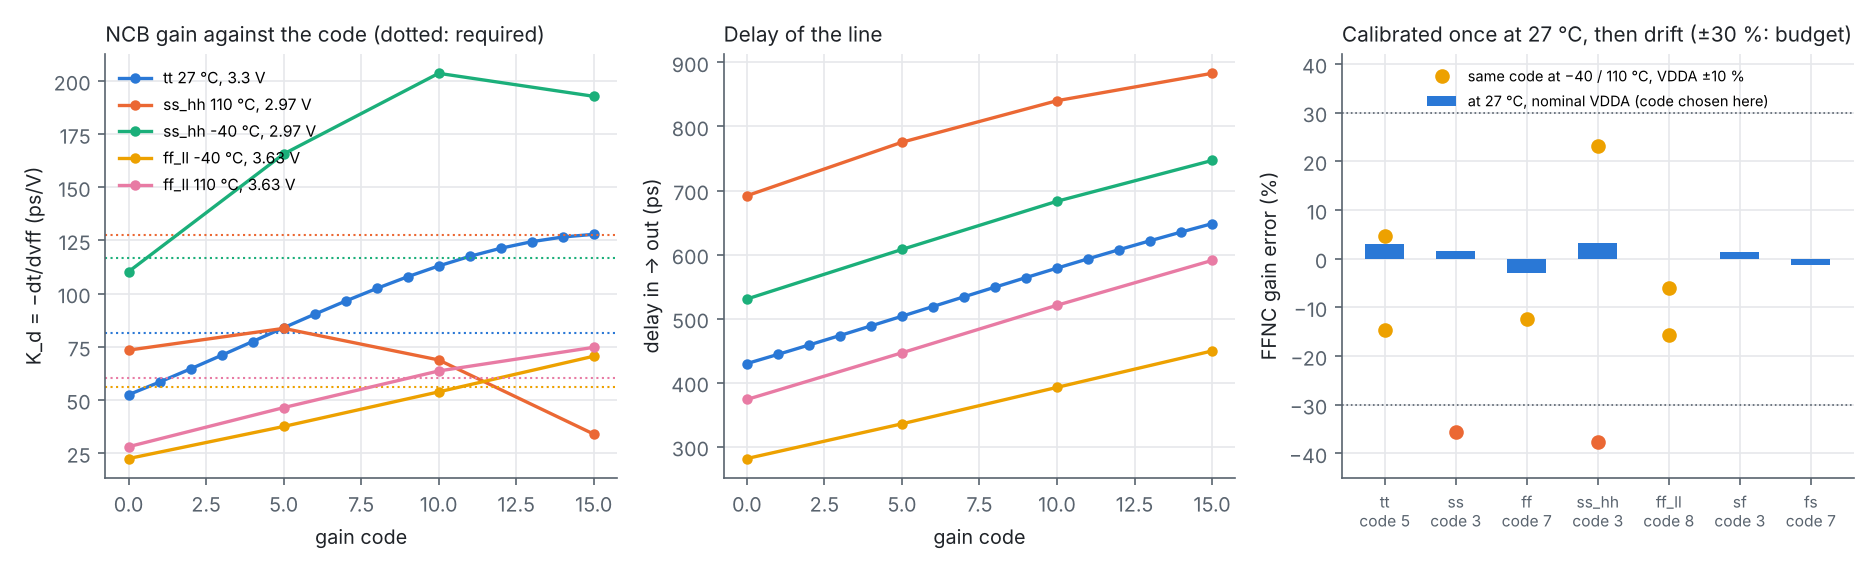 NCB gain against the code (dotted: required)
K_d = −dt/dvff (ps/V)
200
175
150
125
100
75
50
25
tt 27 °C, 3.3 V
ss_hh 110 °C, 2.97 V
ss_hh -40 °C, 2.97 V
ff_ll -40 °C, 3.63 V
ff_ll 110 °C, 3.63 V
0.0 2.5 5.0 7.5 10.0 12.5 15.0
gain code
Delay of the line
delay in → out (ps)
900
800
700
600
500
400
300
0.0 2.5 5.0 7.5 10.0 12.5 15.0
gain code
Calibrated once at 27 °C, then drift (±30 %: budget)
FFNC gain error (%)
40
30
20
10
0
−10
−20
−30
−40
same code at −40 / 110 °C, VDDA ±10 %
at 27 °C, nominal VDDA (code chosen here)
tt ss ff ss_hh ff_ll sf fs
code 5 code 3 code 7 code 3 code 8 code 3 code 7